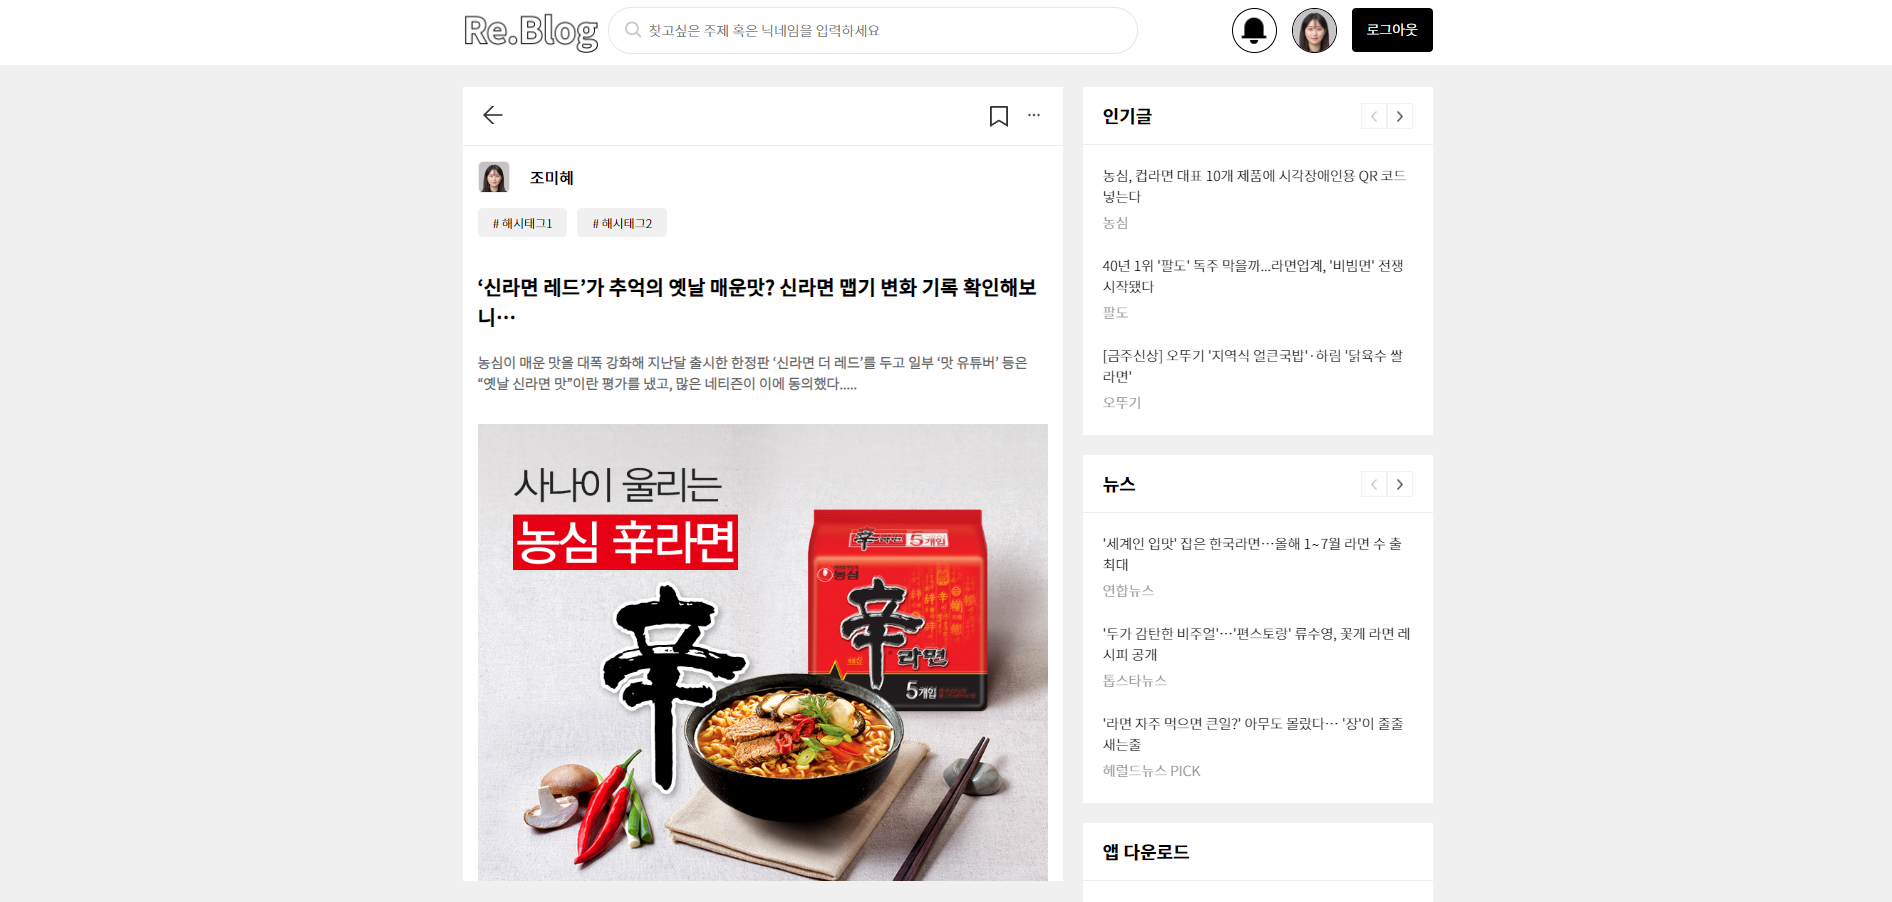 Re.Blog
찾고싶은 주제 혹은 닉네임을 입력하세요
로그아웃
조미혜
# 해시태그1
# 해시태그2
‘신라면 레드’가 추억의 옛날 매운맛? 신라면 맵기 변화 기록 확인해보
니…
농심이 매운 맛을 대폭 강화해 지난달 출시한 한정판 ‘신라면 더 레드’를 두고 일부 ‘맛 유튜버’ 등은
“옛날 신라면 맛”이란 평가를 냈고, 많은 네티즌이 이에 동의했다.....
사나이 울리는
농심 辛라면
辛
辛라면
5개입
농심
辛라면
5개입
인기글
농심, 컵라면 대표 10개 제품에 시각장애인용 QR 코드
넣는다
농심
40년 1위 '팔도' 독주 막을까...라면업계, '비빔면' 전쟁
시작됐다
팔도
[금주신상] 오뚜기 '지역식 얼큰국밥'·하림 '닭육수 쌀
라면'
오뚜기
뉴스
'세계인 입맛' 잡은 한국라면…올해 1~7월 라면 수 출
최대
연합뉴스
'두가 감탄한 비주얼'…'편스토랑' 류수영, 꽃게 라면 레
시피 공개
톱스타뉴스
'라면 자주 먹으면 큰일?' 아무도 몰랐다… '장'이 줄줄
새는줄
헤럴드뉴스 PICK
앱 다운로드